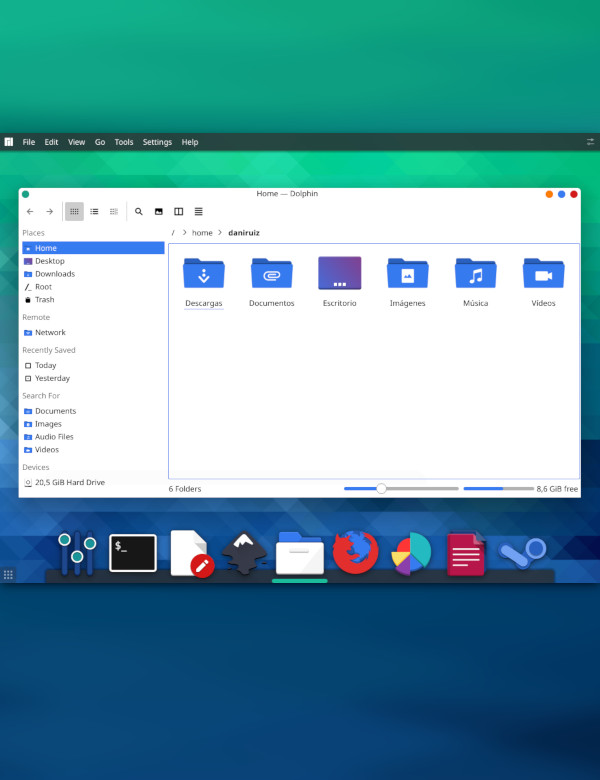 File Edit View Go Tools Settings Help
Home — Dolphin
Places
/ > home > daniruiz
Home
Desktop
Downloads
Root
Trash
Descargas Documentos Escritorio Imágenes Música Vídeos
Remote
Network
Recently Saved
Today
Yesterday
Search For
Documents
Images
Audio Files
Videos
Devices
20,5 GiB Hard Drive
6 Folders 8,6 GiB free
$_